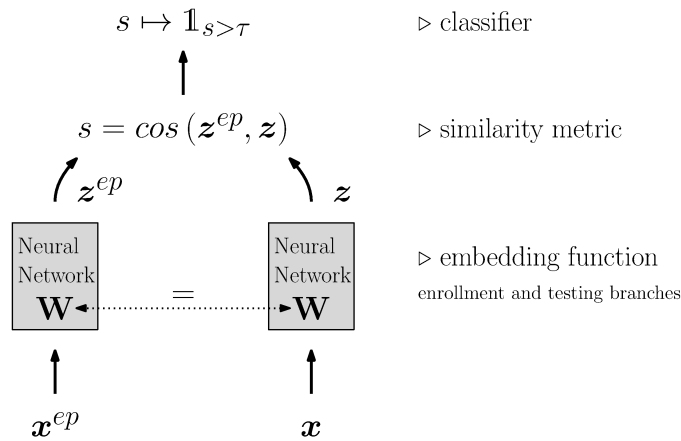 s ↦ 𝟙_{s>τ} ▷ classifier
s = cos (z^{ep}, z) ▷ similarity metric
z^{ep} z
Neural Neural
Network Network ▷ embedding function
W = W enrollment and testing branches
x^{ep} x